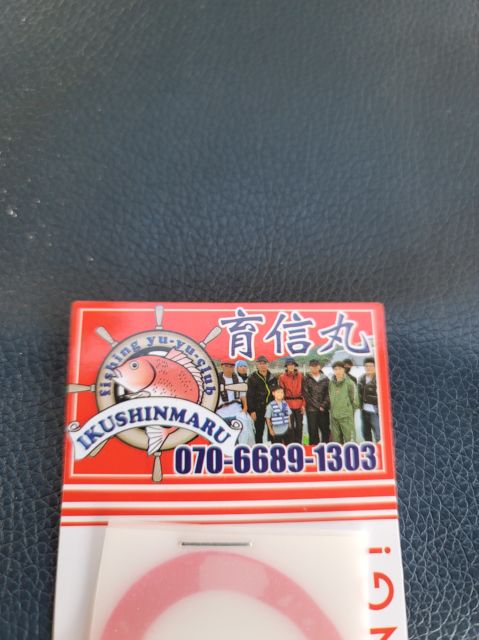 育信丸
fishing yu-yu-club
IKUSHINMARU
070-6689-1303